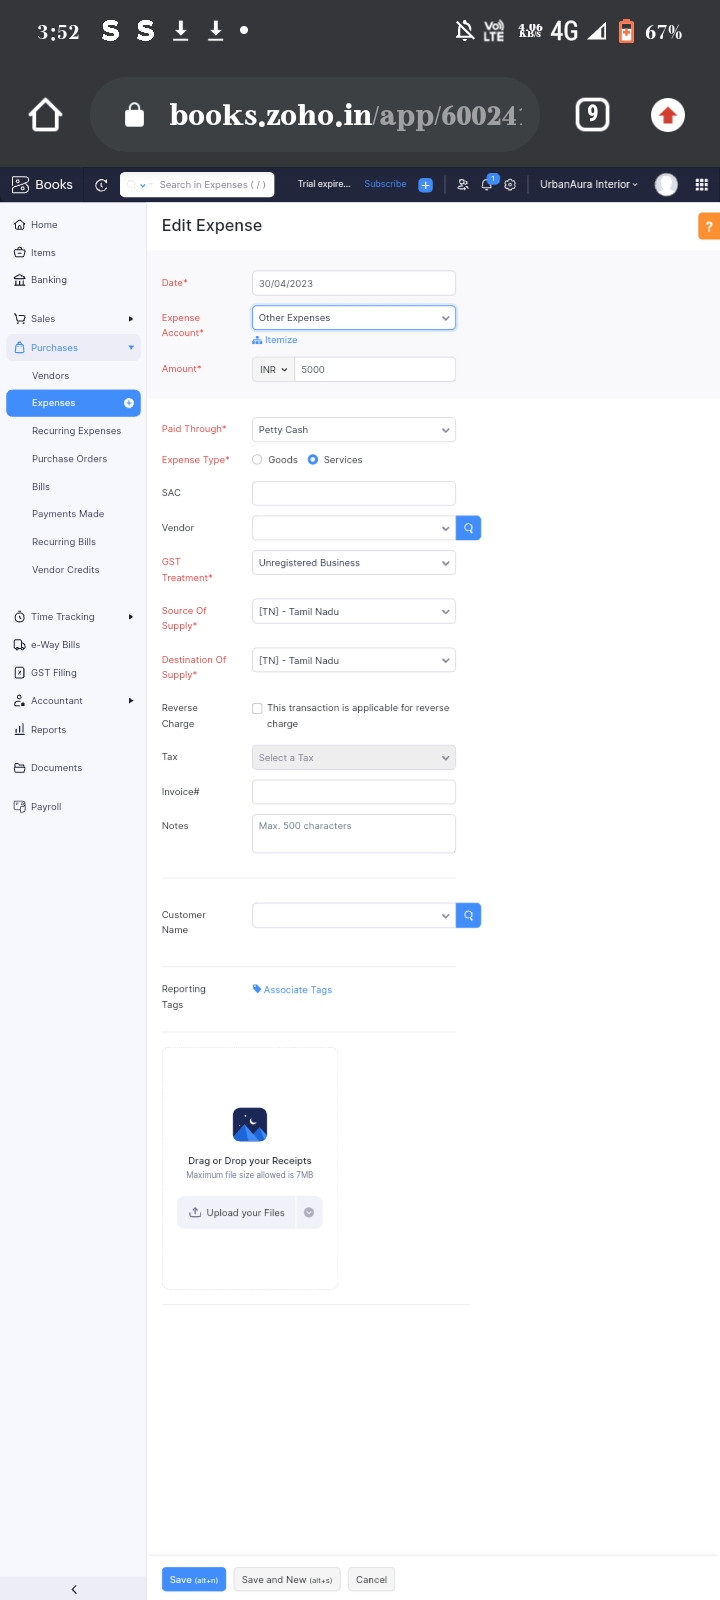 3:52 S S Vol) LTE 4.06 KB/S 4G 67%
books.zoho.in/app/60024 9
Books Search in Expenses ( / ) Trial expire... Subscribe 1 UrbanAura Interior
Edit Expense
?
Home
Items
Banking
Sales
Purchases
Vendors
Expenses
Recurring Expenses
Purchase Orders
Bills
Payments Made
Recurring Bills
Vendor Credits
Time Tracking
e-Way Bills
GST Filing
Accountant
Reports
Documents
Payroll
Date* 30/04/2023
Expense Other Expenses
Account*
Itemize
Amount* INR 5000
Paid Through* Petty Cash
Expense Type* Goods Services
SAC
Vendor
GST Unregistered Business
Treatment*
Source Of [TN] - Tamil Nadu
Supply*
Destination Of [TN] - Tamil Nadu
Supply*
Reverse This transaction is applicable for reverse
Charge charge
Tax Select a Tax
Invoice#
Notes Max. 500 characters
Customer
Name
Reporting Associate Tags
Tags
Drag or Drop your Receipts
Maximum file size allowed is 7MB
Upload your Files
Save (alt+n) Save and New (alt+s) Cancel